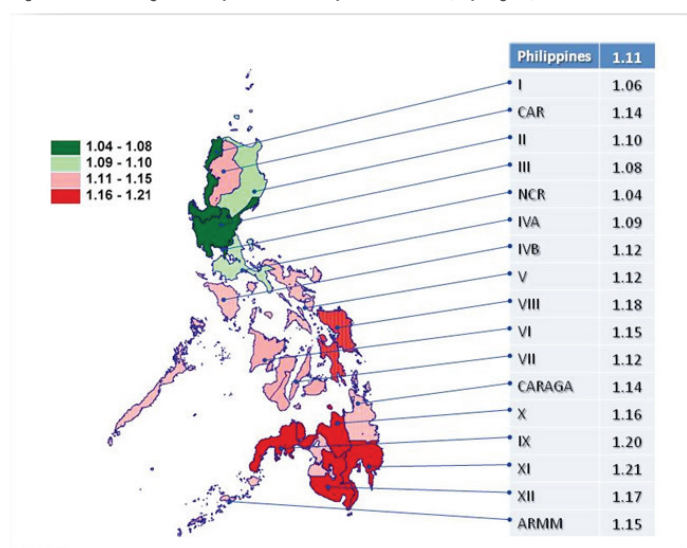 Philippines 1.11
I 1.06
CAR 1.14
II 1.10
III 1.08
NCR 1.04
IVA 1.09
IVB 1.12
V 1.12
VIII 1.18
VI 1.15
VII 1.12
CARAGA 1.14
X 1.16
IX 1.20
XI 1.21
XII 1.17
ARMM 1.15
1.04 - 1.08
1.09 - 1.10
1.11 - 1.15
1.16 - 1.21